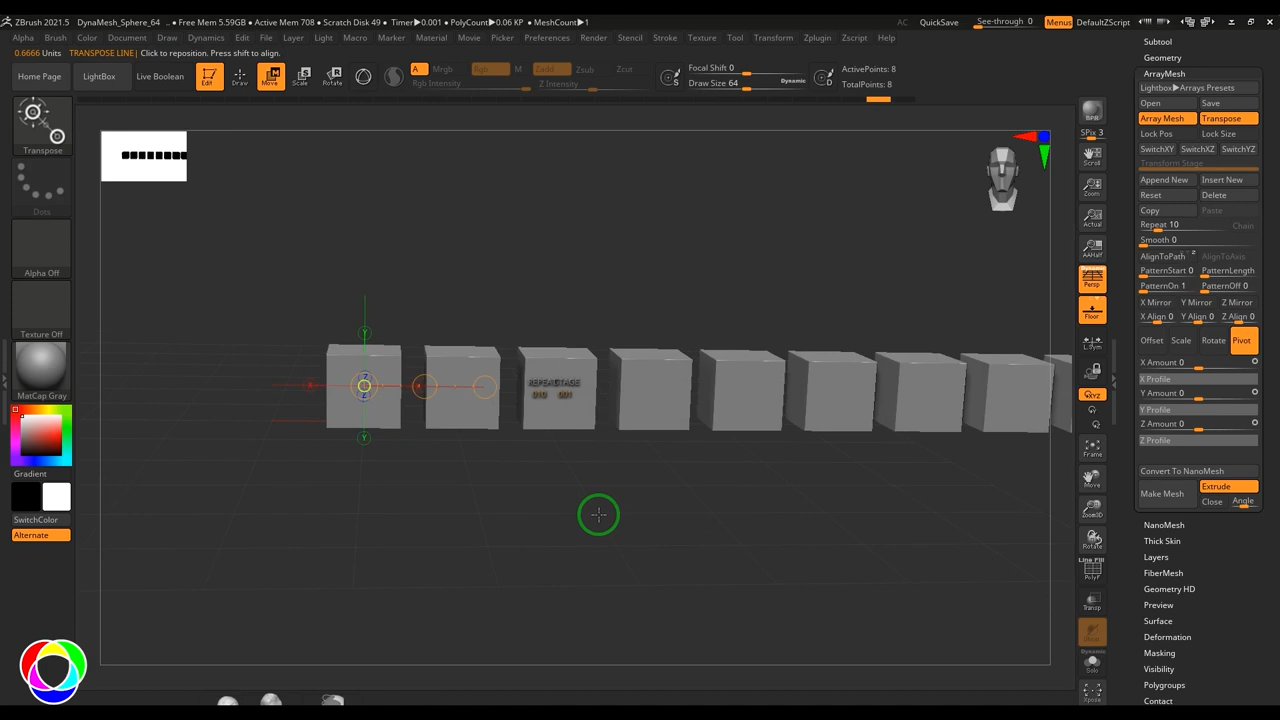 ZBrush 2021.5 DynaMesh_Sphere_64 • Free Mem 5.59GB • Active Mem 708 • Scratch Disk 49 • Timer▶0.001 • PolyCount▶0.06 KP • MeshCount▶1 AC QuickSave See-through 0 Menus DefaultZScript
Alpha Brush Color Document Draw Dynamics Edit File Layer Light Macro Marker Material Movie Picker Preferences Render Stencil Stroke Texture Tool Transform Zplugin Zscript Help
0.6666 Units TRANSPOSE LINE| Click to reposition. Press shift to align.
Home Page LightBox Live Boolean Edit Draw Move Scale Rotate A Mrgb Rgb M Zadd Zsub Zcut
Rgb Intensity Z Intensity
Focal Shift 0
Draw Size 64 Dynamic
S D
ActivePoints: 8
TotalPoints: 8
Transpose
Dots
Alpha Off
Texture Off
MatCap Gray
Gradient
SwitchColor
Alternate
Y
Z
Z
Y
REPEAT STAGE
010 001
BPR
SPix 3
Scroll
Zoom
Actual
AAHalf
Persp
Floor
L.Sym
XYZ
Frame
Move
Zoom3D
Rotate
Line Fill
PolyF
Transp
Ghost
Dynamic
Solo
Xpose
Subtool
Geometry
ArrayMesh
Lightbox▶Arrays Presets
Open Save
Array Mesh Transpose
Lock Pos Lock Size
SwitchXY SwitchXZ SwitchYZ
Transform Stage
Append New Insert New
Reset Delete
Copy Paste
Repeat 10 Chain
Smooth 0
AlignToPath AlignToAxis
PatternStart 0 PatternLength
PatternOn 1 PatternOff 0
X Mirror Y Mirror Z Mirror
X Align 0 Y Align 0 Z Align 0
Offset Scale Rotate Pivot
X Amount 0
X Profile
Y Amount 0
Y Profile
Z Amount 0
Z Profile
Convert To NanoMesh
Make Mesh Extrude
Close Angle
NanoMesh
Thick Skin
Layers
FiberMesh
Geometry HD
Preview
Surface
Deformation
Masking
Visibility
Polygroups
Contact